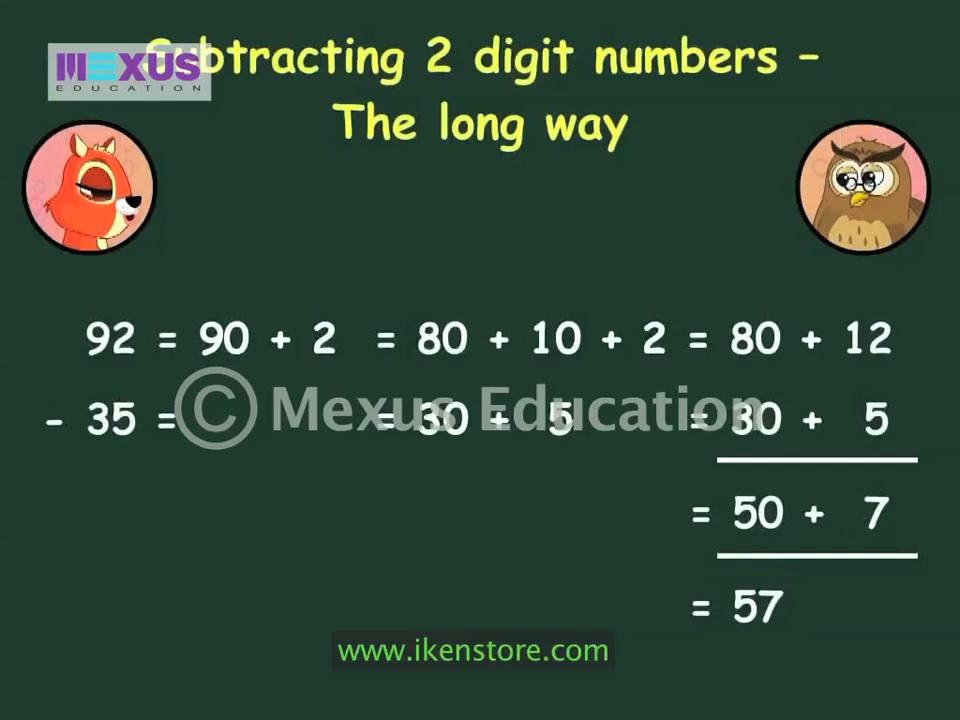 MEXUS
EDUCATION
Subtracting 2 digit numbers –
The long way
92 = 90 + 2 = 80 + 10 + 2 = 80 + 12
- 35 = = 30 + 5 = 30 + 5
© Mexus Education
= 50 + 7
= 57
www.ikenstore.com